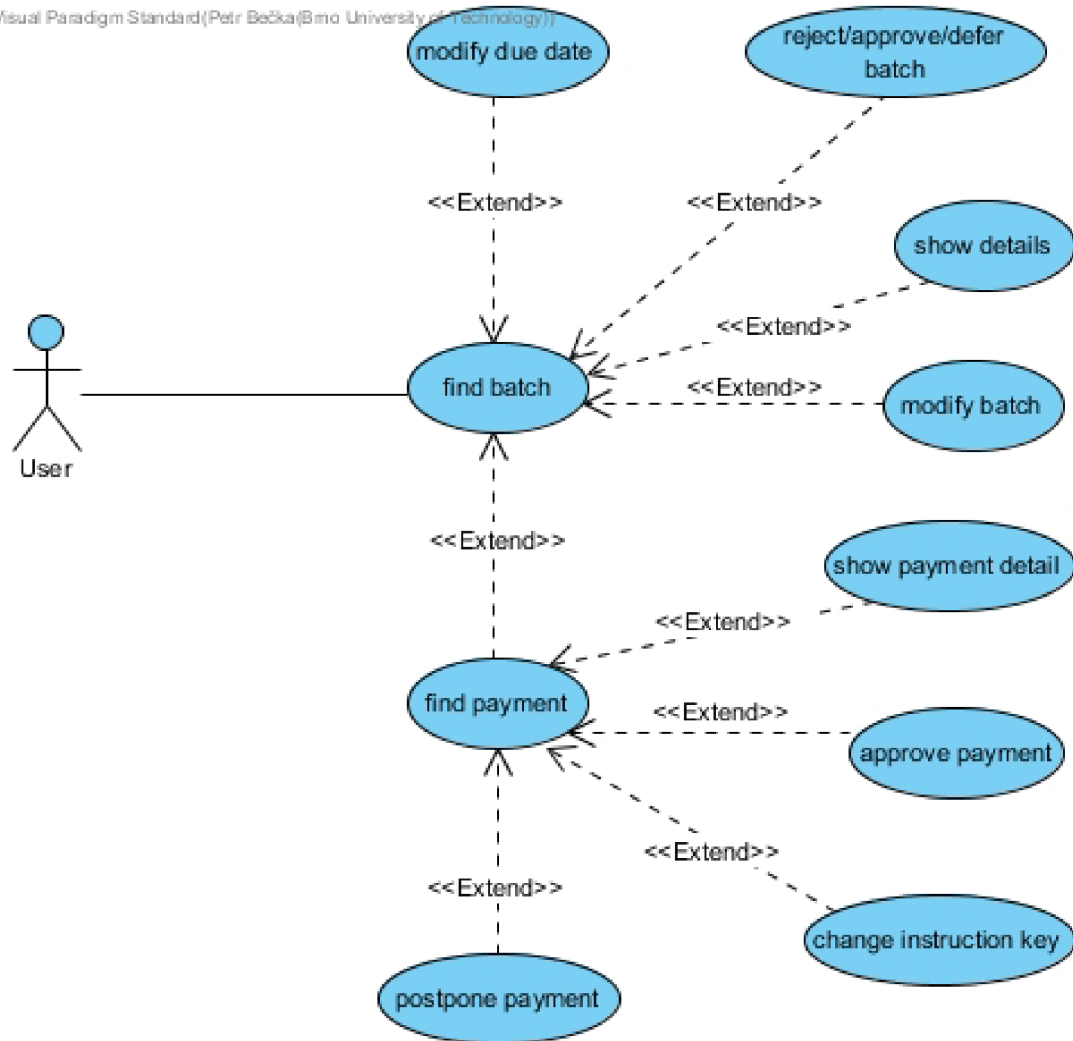 Visual Paradigm Standard(Petr Bečka(Brno University of Technology))
modify due date
reject/approve/defer
batch
<<Extend>>
<<Extend>>
show details
<<Extend>>
find batch
<<Extend>>
modify batch
User
<<Extend>>
show payment detail
<<Extend>>
find payment
<<Extend>>
approve payment
<<Extend>>
<<Extend>>
change instruction key
postpone payment